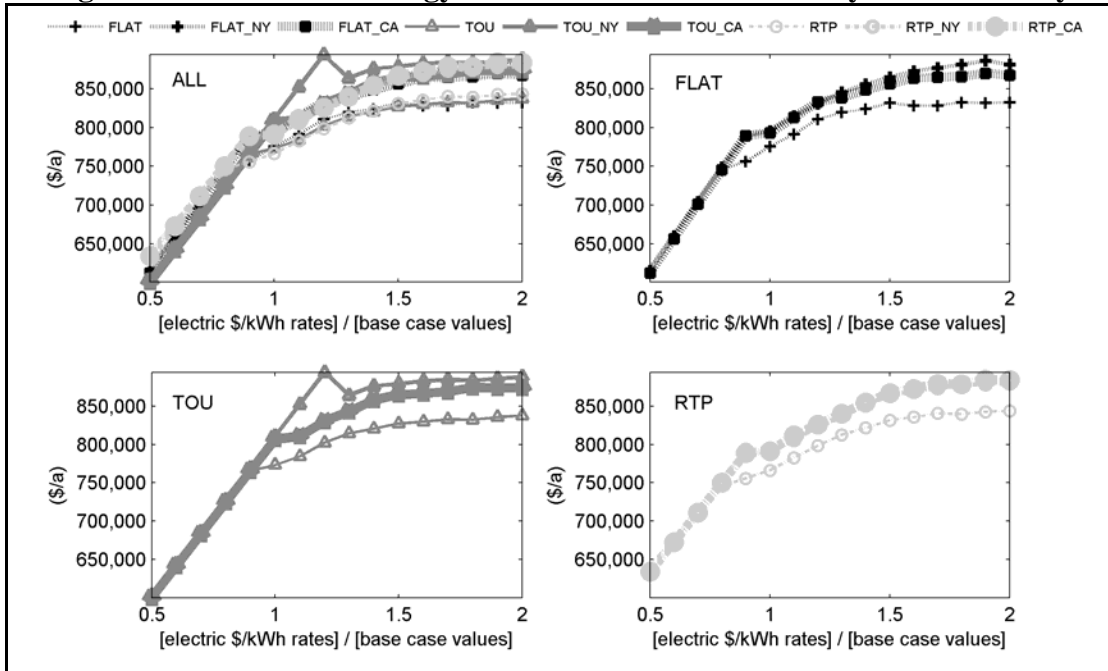 FLAT FLAT_NY FLAT_CA TOU TOU_NY TOU_CA RTP RTP_NY RTP_CA
ALL
850,000
800,000
750,000
700,000
650,000
($/a)
0.5 1 1.5 2
[electric $/kWh rates] / [base case values]
FLAT
850,000
800,000
750,000
700,000
650,000
($/a)
0.5 1 1.5 2
[electric $/kWh rates] / [base case values]
TOU
850,000
800,000
750,000
700,000
650,000
($/a)
0.5 1 1.5 2
[electric $/kWh rates] / [base case values]
RTP
850,000
800,000
750,000
700,000
650,000
($/a)
0.5 1 1.5 2
[electric $/kWh rates] / [base case values]